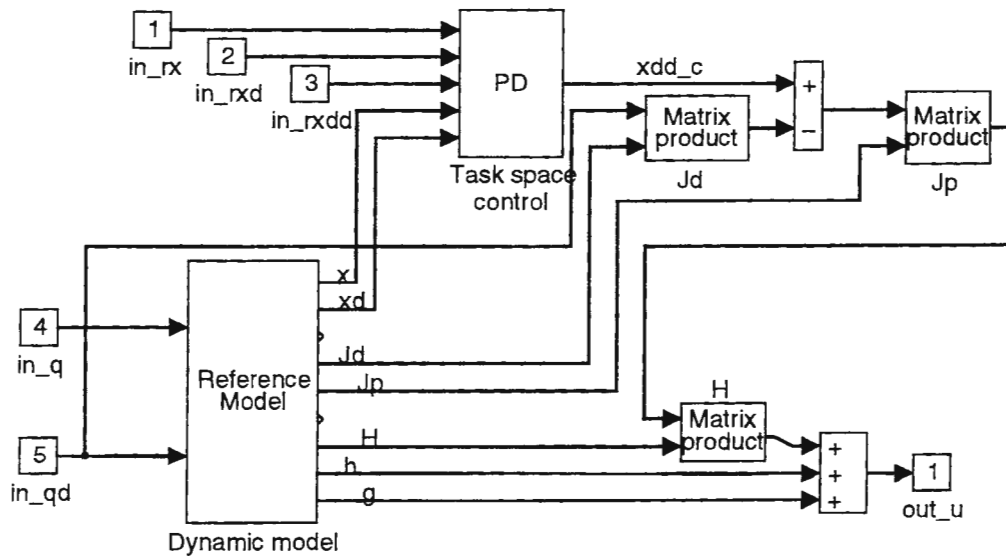 1
in_rx
2
in_rxd
3
in_rxdd
PD
Task space
control
xdd_c
Matrix
product
Jd
+
−
Matrix
product
Jp
4
in_q
5
in_qd
Reference
Model
Dynamic model
x
xd
Jd
Jp
H
h
g
H
Matrix
product
+
+
+
1
out_u